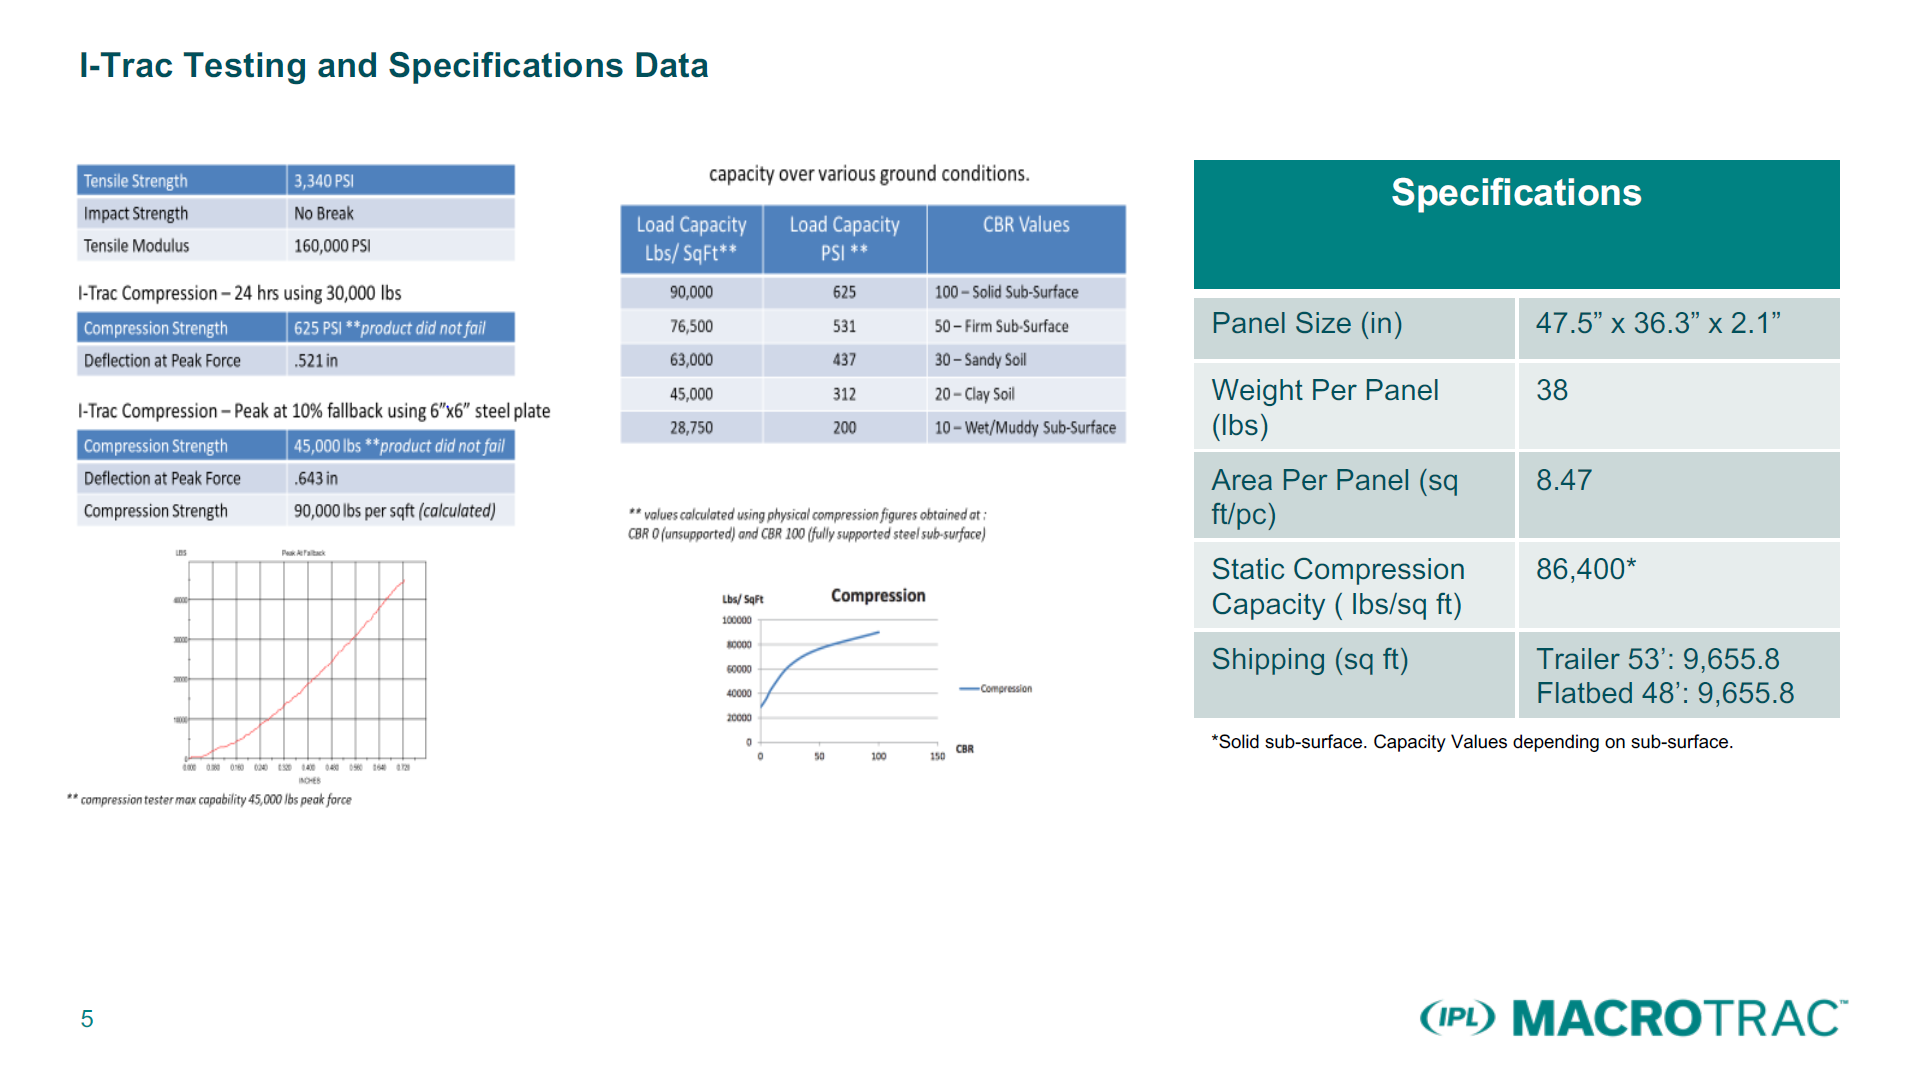 I-Trac Testing and Specifications Data
Tensile Strength 3,340 PSI
Impact Strength No Break
Tensile Modulus 160,000 PSI
I-Trac Compression – 24 hrs using 30,000 lbs
Compression Strength 625 PSI **product did not fail
Deflection at Peak Force .521 in
I-Trac Compression – Peak at 10% fallback using 6”x6” steel plate
Compression Strength 45,000 lbs **product did not fail
Deflection at Peak Force .643 in
Compression Strength 90,000 lbs per sqft (calculated)
LBS Peak At Fallback
40000
30000
20000
10000
0
0.000 0.080 0.160 0.240 0.320 0.400 0.480 0.560 0.640 0.720
INCHES
** compression tester max capability 45,000 lbs peak force
capacity over various ground conditions.
Load Capacity Load Capacity CBR Values
Lbs/ SqFt** PSI **
90,000 625 100 – Solid Sub-Surface
76,500 531 50 – Firm Sub-Surface
63,000 437 30 – Sandy Soil
45,000 312 20 – Clay Soil
28,750 200 10 – Wet/Muddy Sub-Surface
** values calculated using physical compression figures obtained at :
CBR 0 (unsupported) and CBR 100 (fully supported steel sub-surface)
Lbs/ SqFt Compression
100000
80000
60000
40000
20000
0
0 50 100 150 CBR
Compression
Specifications
Panel Size (in) 47.5” x 36.3” x 2.1”
Weight Per Panel 38
(lbs)
Area Per Panel (sq 8.47
ft/pc)
Static Compression 86,400*
Capacity ( lbs/sq ft)
Shipping (sq ft) Trailer 53’: 9,655.8
Flatbed 48’: 9,655.8
*Solid sub-surface. Capacity Values depending on sub-surface.
5
IPL MACROTRAC™